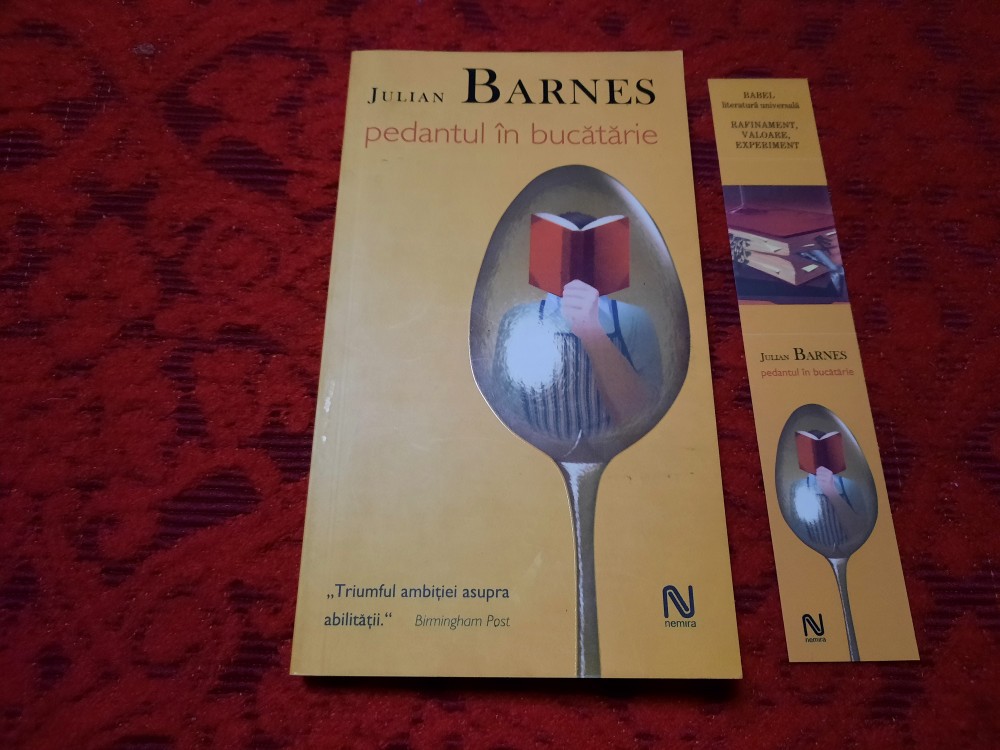 JULIAN BARNES
pedantul în bucătărie
„Triumful ambiției asupra
abilității.“ Birmingham Post
nemira
BABEL
literatură universală
RAFINAMENT,
VALOARE,
EXPERIMENT
JULIAN BARNES
pedantul în bucătărie
nemira